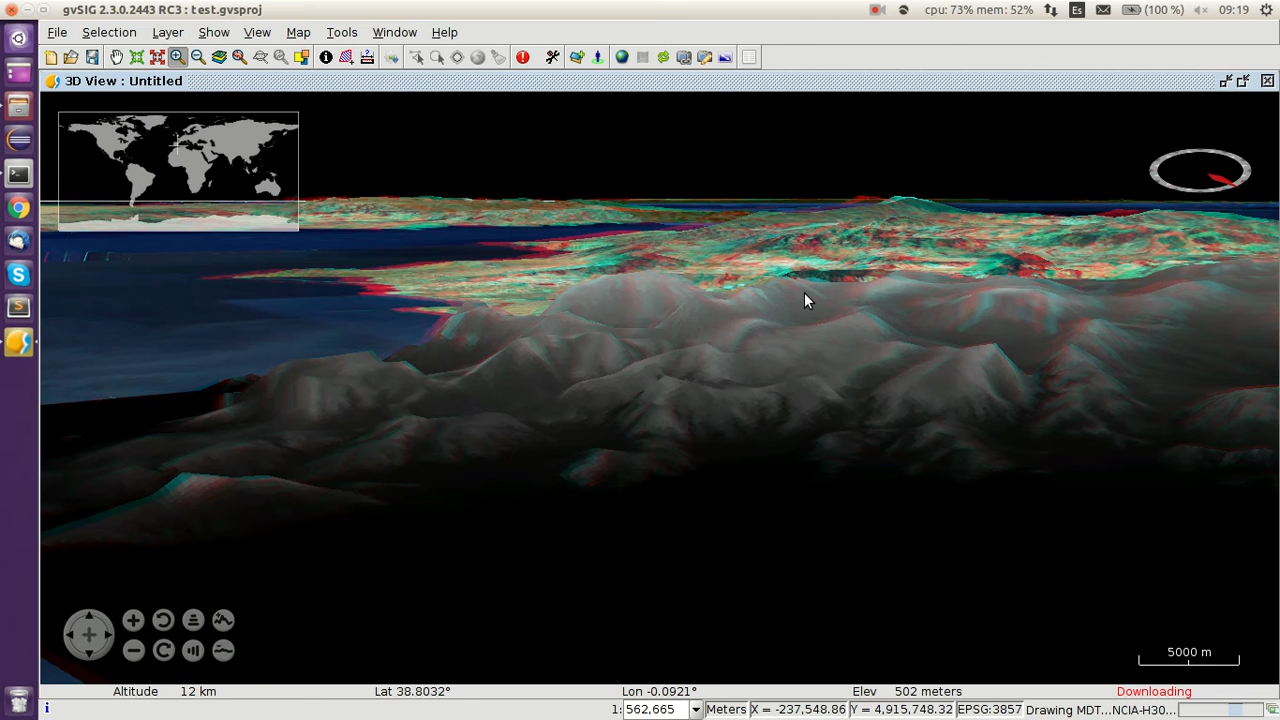 gvSIG 2.3.0.2443 RC3 : test.gvsproj
cpu: 73% mem: 52% Es (100 %) 09:19
File Selection Layer Show View Map Tools Window Help
3D View : Untitled
5000 m
Altitude 12 km Lat 38.8032° Lon -0.0921° Elev 502 meters Downloading
1: 562,665 Meters X = -237,548.86 Y = 4,915,748.32 EPSG:3857 Drawing MDT...NCIA-H30...